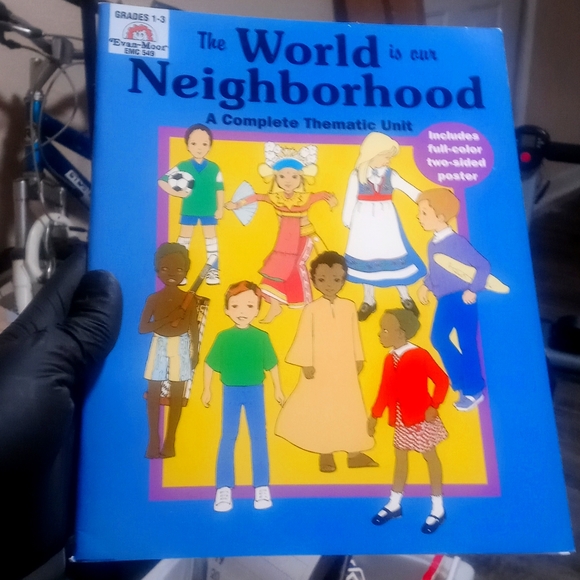 GRADES 1-3
Evan-Moor
EMC 549
The World is our
Neighborhood
A Complete Thematic Unit
Includes
full-color
two-sided
poster